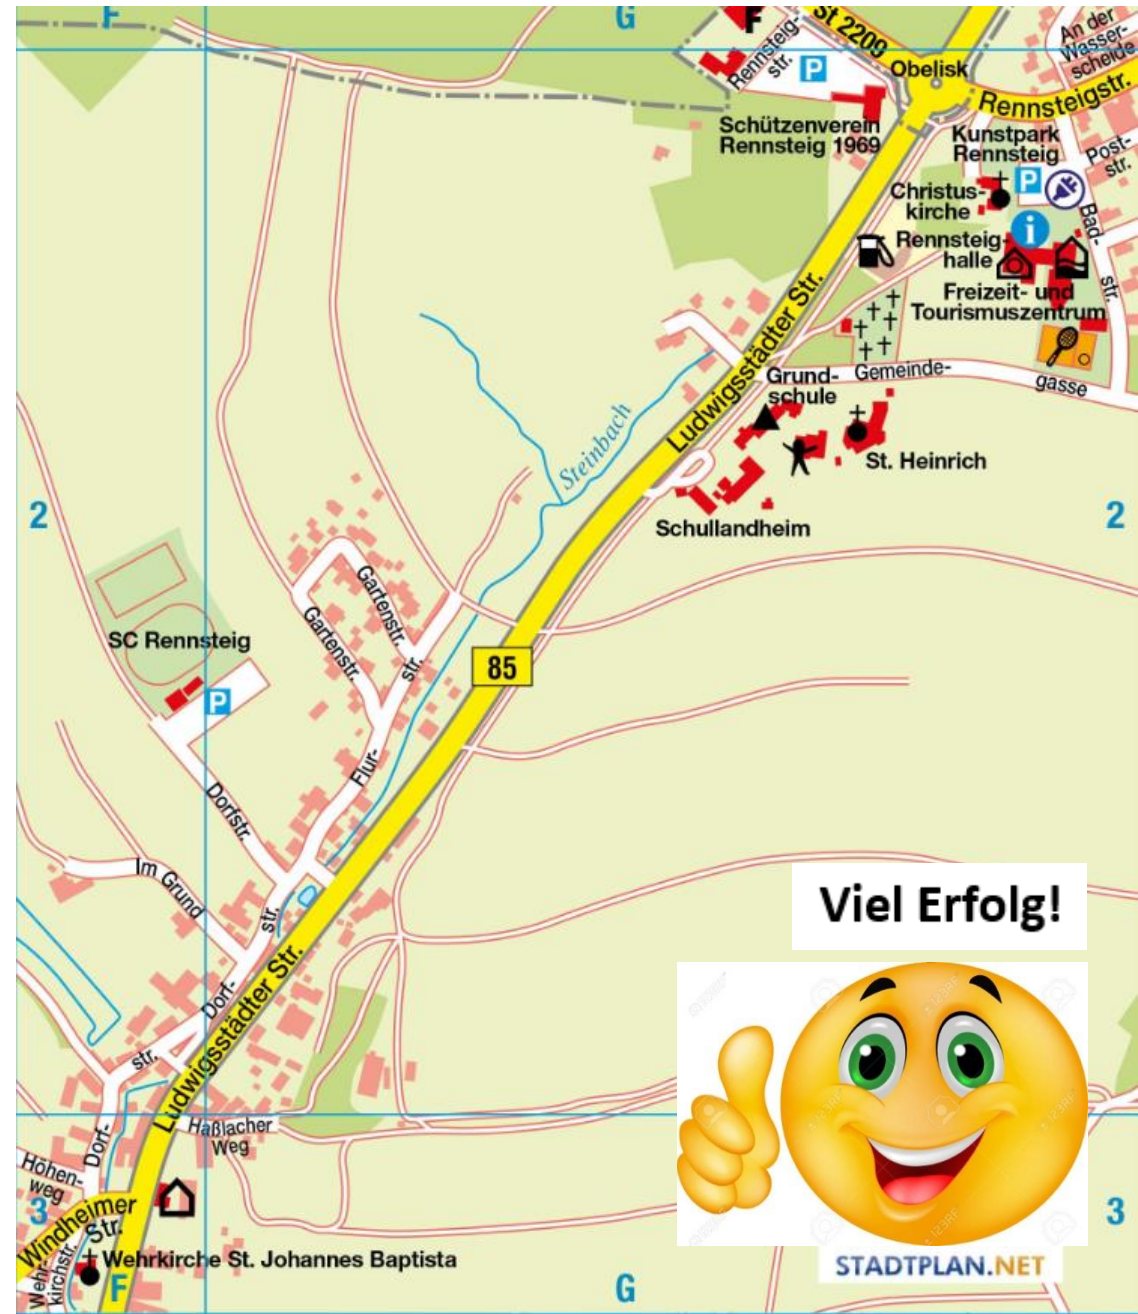 F
G
St 2209
F
Rennsteig-
str.
P
Obelisk
An der
Wasser-
scheide
Rennsteigstr.
Schützenverein
Rennsteig 1969
Kunstpark
Rennsteig
P
Post-
str.
Christus-
kirche
i
Bad-
str.
Rennsteig-
halle
Freizeit- und
Tourismuszentrum
Ludwigsstädter Str.
Gemeinde-
gasse
Grund-
schule
Steinbach
St. Heinrich
2
2
Schullandheim
Gartenstr.
Gartenstr.
SC Rennsteig
P
85
Flur-
str.
Dorfstr.
Im Grund
Viel Erfolg!
Dorf-
str.
Ludwigsstädter Str.
str.
Dorf-
Haßlacher
Weg
Höhen-
weg
3
3
Windheimer
Str.
Wehr-
kirchstr.
Wehrkirche St. Johannes Baptista
F
G
STADTPLAN.NET